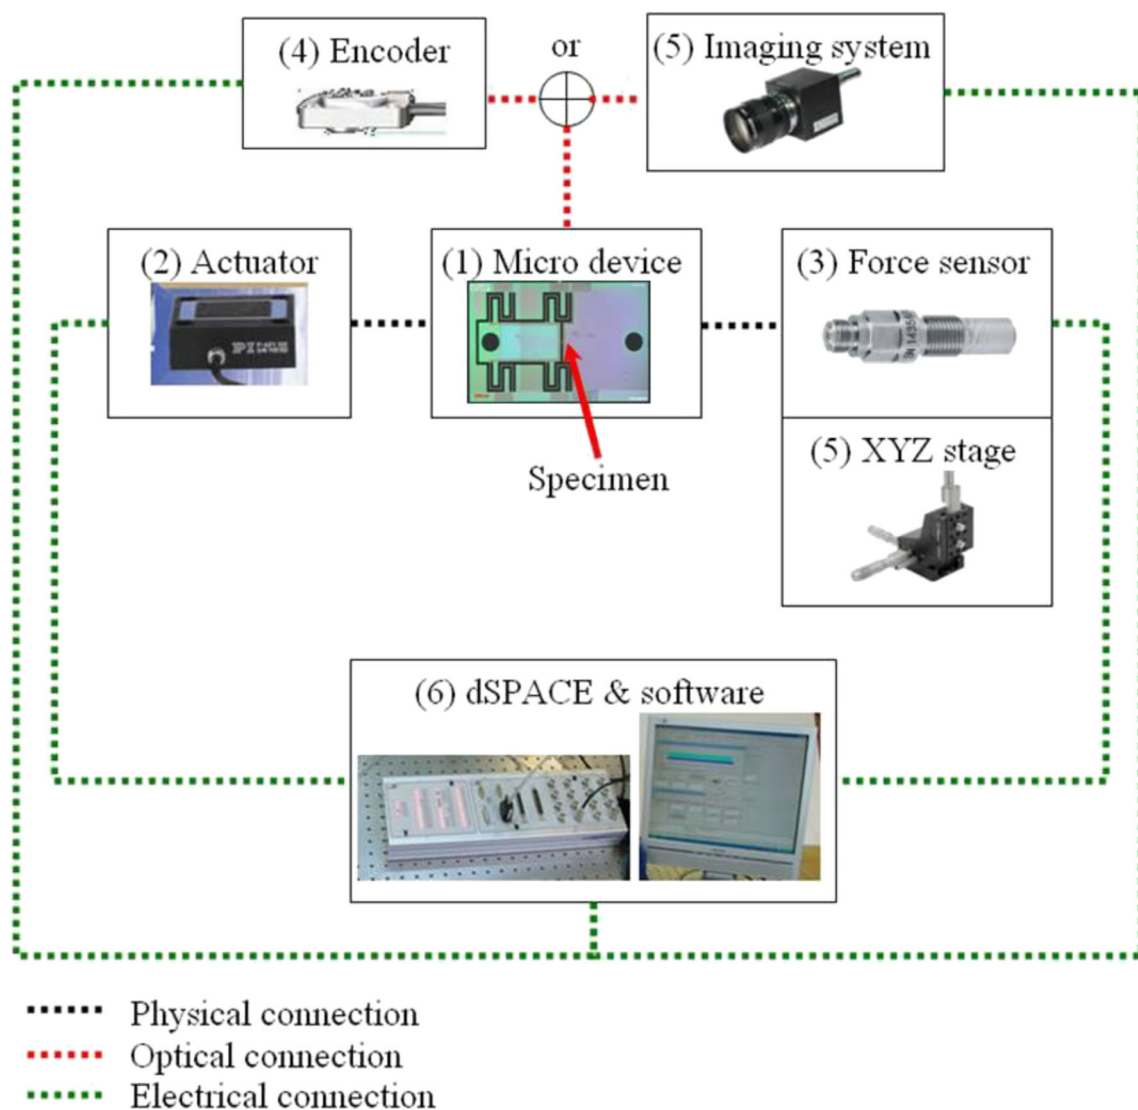 (4) Encoder
or
(5) Imaging system
(2) Actuator
(1) Micro device
(3) Force sensor
PI
Specimen
(5) XYZ stage
(6) dSPACE & software
Physical connection
Optical connection
Electrical connection